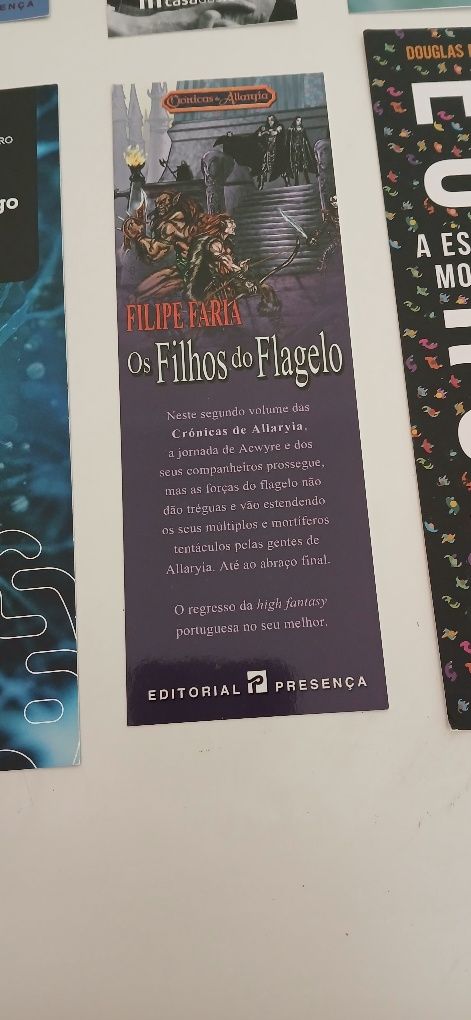 ENÇA
Crónicas de Allaryia
FILIPE FARIA
Os Filhos do Flagelo
Neste segundo volume das
Crónicas de Allaryia,
a jornada de Aewyre e dos
seus companheiros prossegue,
mas as forças do flagelo não
dão tréguas e vão estendendo
os seus múltiplos e mortíferos
tentáculos pelas gentes de
Allaryia. Até ao abraço final.
O regresso da high fantasy
portuguesa no seu melhor.
EDITORIAL PRESENÇA
RO
go
DOUGLAS
A ES
MO